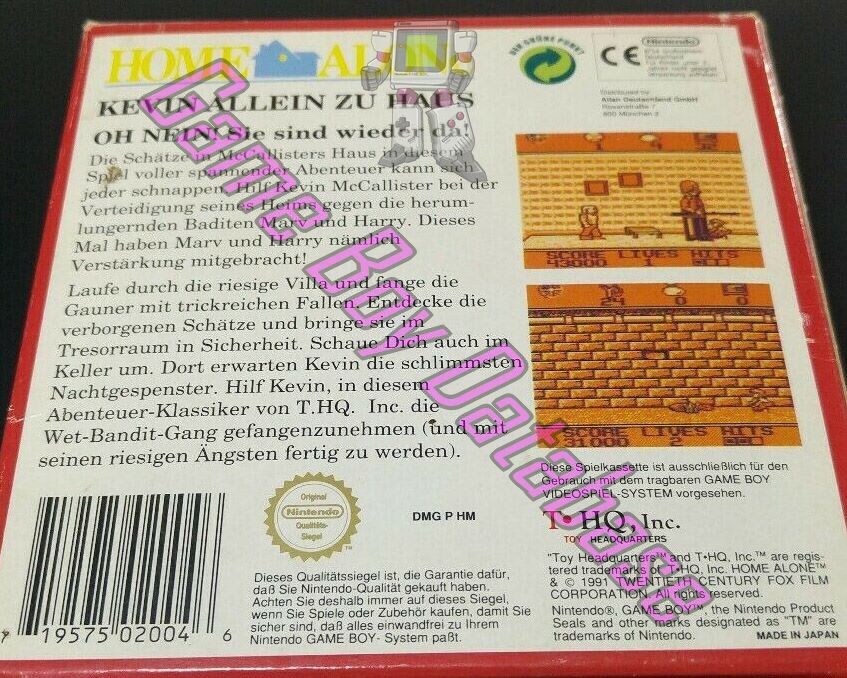 HOME ALONE
KEVIN ALLEIN ZU HAUS
OH NEIN! Sie sind wieder da!
Die Schätze in McCallisters Haus in diesem
Spiel voller spannender Abenteuer kann sich
jeder schnappen. Hilf Kevin McCallister bei der
Verteidigung seines Heims gegen die herum-
lungernden Baditen Marv und Harry. Dieses
Mal haben Marv und Harry nämlich
Verstärkung mitgebracht!
Laufe durch die riesige Villa und fange die
Gauner mit trickreichen Fallen. Entdecke die
verborgenen Schätze und bringe sie im
Tresorraum in Sicherheit. Schaue Dich auch im
Keller um. Dort erwarten Kevin die schlimmsten
Nachtgespenster. Hilf Kevin, in diesem
Abenteuer-Klassiker von T.HQ. Inc. die
Wet-Bandit-Gang gefangenzunehmen (und mit
seinen riesigen Ängsten fertig zu werden).
DER GRÜNE PUNKT
CE
Nintendo
Distributed by
Deutschland GmbH
Rosenstraße 7
800 München 2
SCORE LIVES HITS
43000 1
SCORE LIVES HITS
31000 2
Diese Spielkassette ist ausschließlich für den
Gebrauch mit dem tragbaren GAME BOY
VIDEOSPIEL-SYSTEM vorgesehen.
T•HQ, Inc.
TOY HEADQUARTERS
"Toy Headquarters" and T•HQ, Inc.™ are regis-
tered trademarks of T•HQ, Inc. HOME ALONE™
& © 1991 TWENTIETH CENTURY FOX FILM
CORPORATION. All rights reserved.
Nintendo®, GAME BOY™, the Nintendo Product
Seals and other marks designated as "TM" are
trademarks of Nintendo.
MADE IN JAPAN
Original
Nintendo
Qualitäts-
Siegel
DMG P HM
Dieses Qualitätssiegel ist, die Garantie dafür,
daß Sie Nintendo-Qualität gekauft haben.
Achten Sie deshalb immer auf dieses Siegel,
wenn Sie Spiele oder Zubehör kaufen, damit Sie
sicher sind, daß alles einwandfrei zu Ihrem
Nintendo GAME BOY- System paßt.
19575 02004 6
Game Boy Database